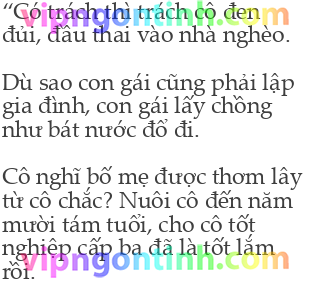 “Có trách thì trách cô đen
đủi, đầu thai vào nhà nghèo.
Dù sao con gái cũng phải lập
gia đình, con gái lấy chồng
như bát nước đổ đi.
Cô nghĩ bố mẹ được thơm lây
từ cô chắc? Nuôi cô đến năm
mười tám tuổi, cho cô tốt
nghiệp cấp ba đã là tốt lắm
rồi.
vipngontinh.com
vipngontinh.com